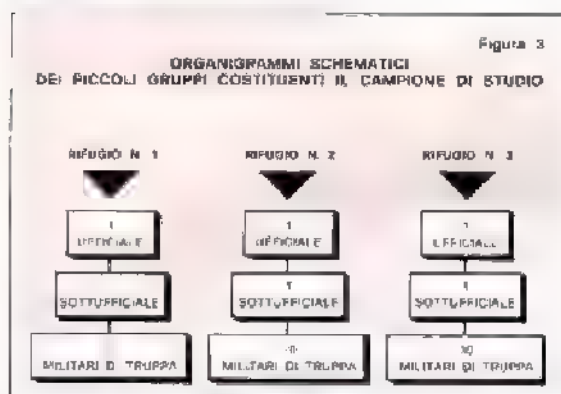 Figura 3
ORGANIGRAMMI SCHEMATICI
DEI PICCOLI GRUPPI COSTITUENTI IL CAMPIONE DI STUDIO
RIFUGIO N. 1
RIFUGIO N. 2
RIFUGIO N. 3
1
UFFICIALE
1
UFFICIALE
1
UFFICIALE
SOTTUFFICIALE
1
SOTTUFFICIALE
1
SOTTUFFICIALE
MILITARI DI TRUPPA
10
MILITARI DI TRUPPA
10
MILITARI DI TRUPPA